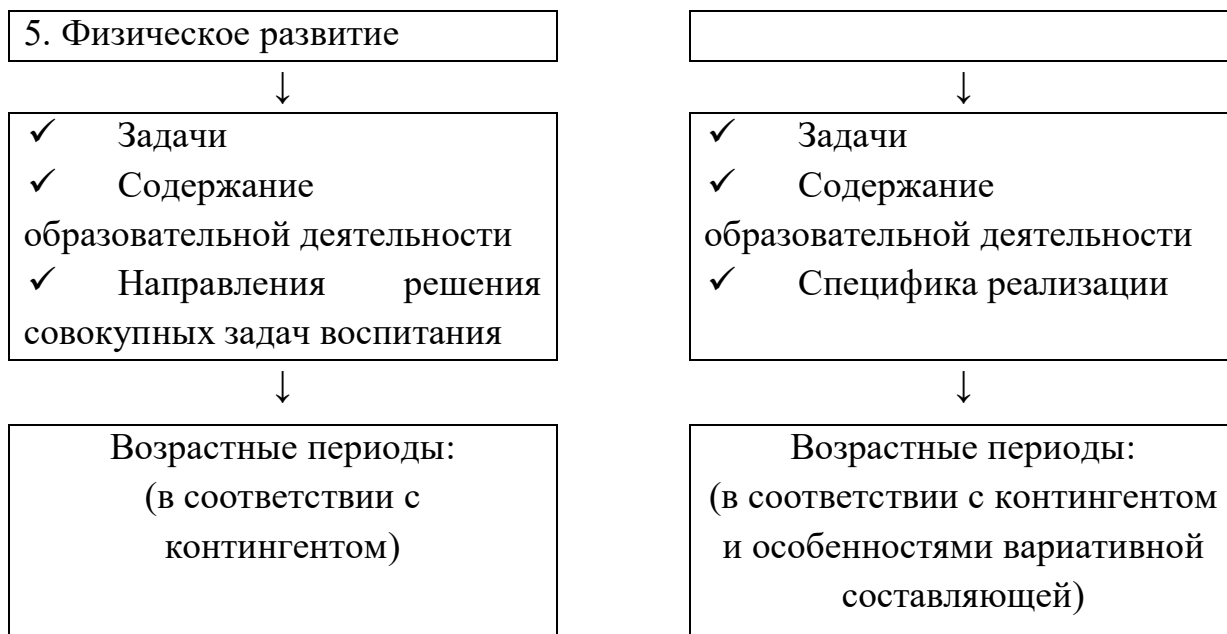 5. Физическое развитие
↓
✓ Задачи
✓ Содержание
образовательной деятельности
✓ Направления решения
совокупных задач воспитания
↓
Возрастные периоды:
(в соответствии с
контингентом)
↓
✓ Задачи
✓ Содержание
образовательной деятельности
✓ Специфика реализации
↓
Возрастные периоды:
(в соответствии с контингентом
и особенностями вариативной
составляющей)